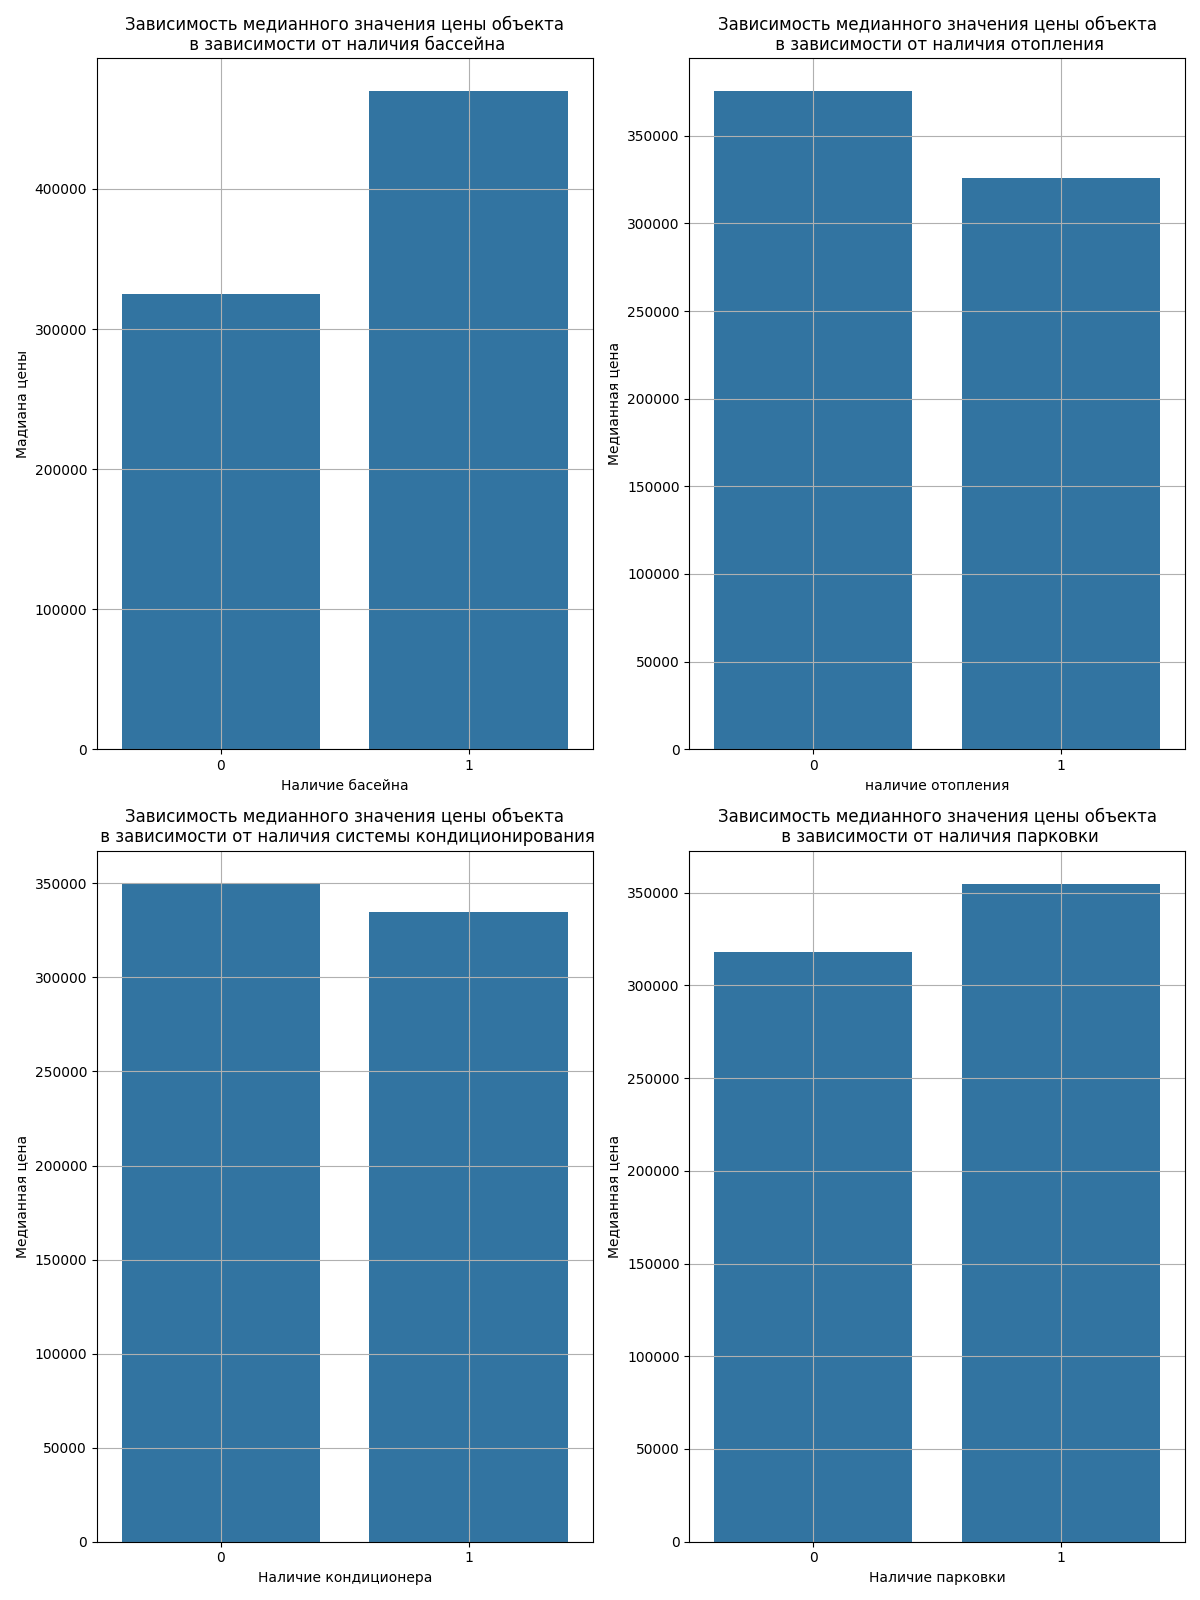 Зависимость медианного значения цены объекта
в зависимости от наличия бассейна
Мадиана цены
400000
300000
200000
100000
0
0
1
Наличие басейна
Зависимость медианного значения цены объекта
в зависимости от наличия отопления
Медианная цена
350000
300000
250000
200000
150000
100000
50000
0
0
1
наличие отопления
Зависимость медианного значения цены объекта
в зависимости от наличия системы кондиционирования
Медианная цена
350000
300000
250000
200000
150000
100000
50000
0
0
1
Наличие кондиционера
Зависимость медианного значения цены объекта
в зависимости от наличия парковки
Медианная цена
350000
300000
250000
200000
150000
100000
50000
0
0
1
Наличие парковки